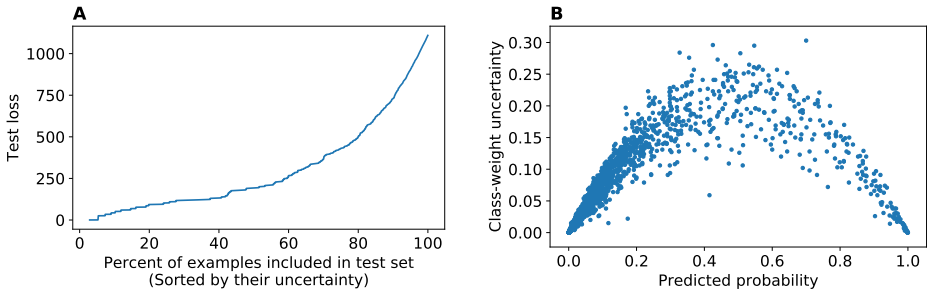 A
Test loss
1000
750
500
250
0
0 20 40 60 80 100
Percent of examples included in test set
(Sorted by their uncertainty)
B
Class-weight uncertainty
0.30
0.25
0.20
0.15
0.10
0.05
0.00
0.0 0.2 0.4 0.6 0.8 1.0
Predicted probability